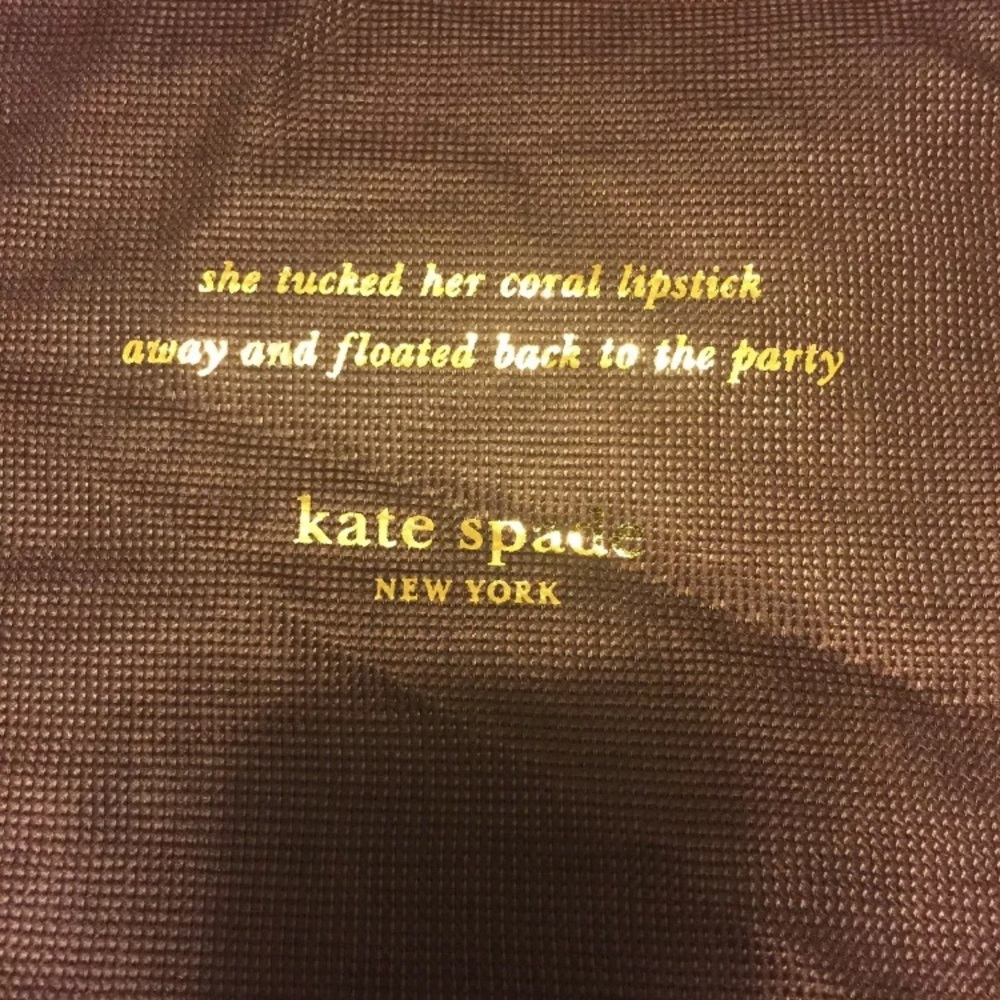 she tucked her coral lipstick
away and floated back to the party
kate spade
NEW YORK